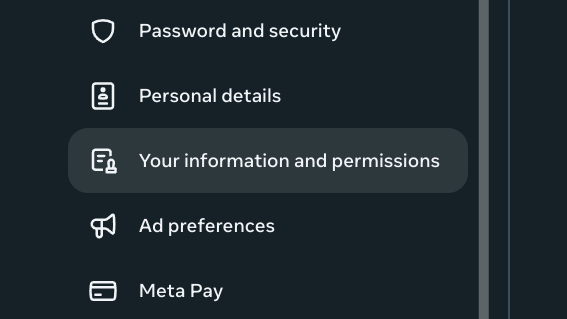 Password and security
Personal details
Your information and permissions
Ad preferences
Meta Pay